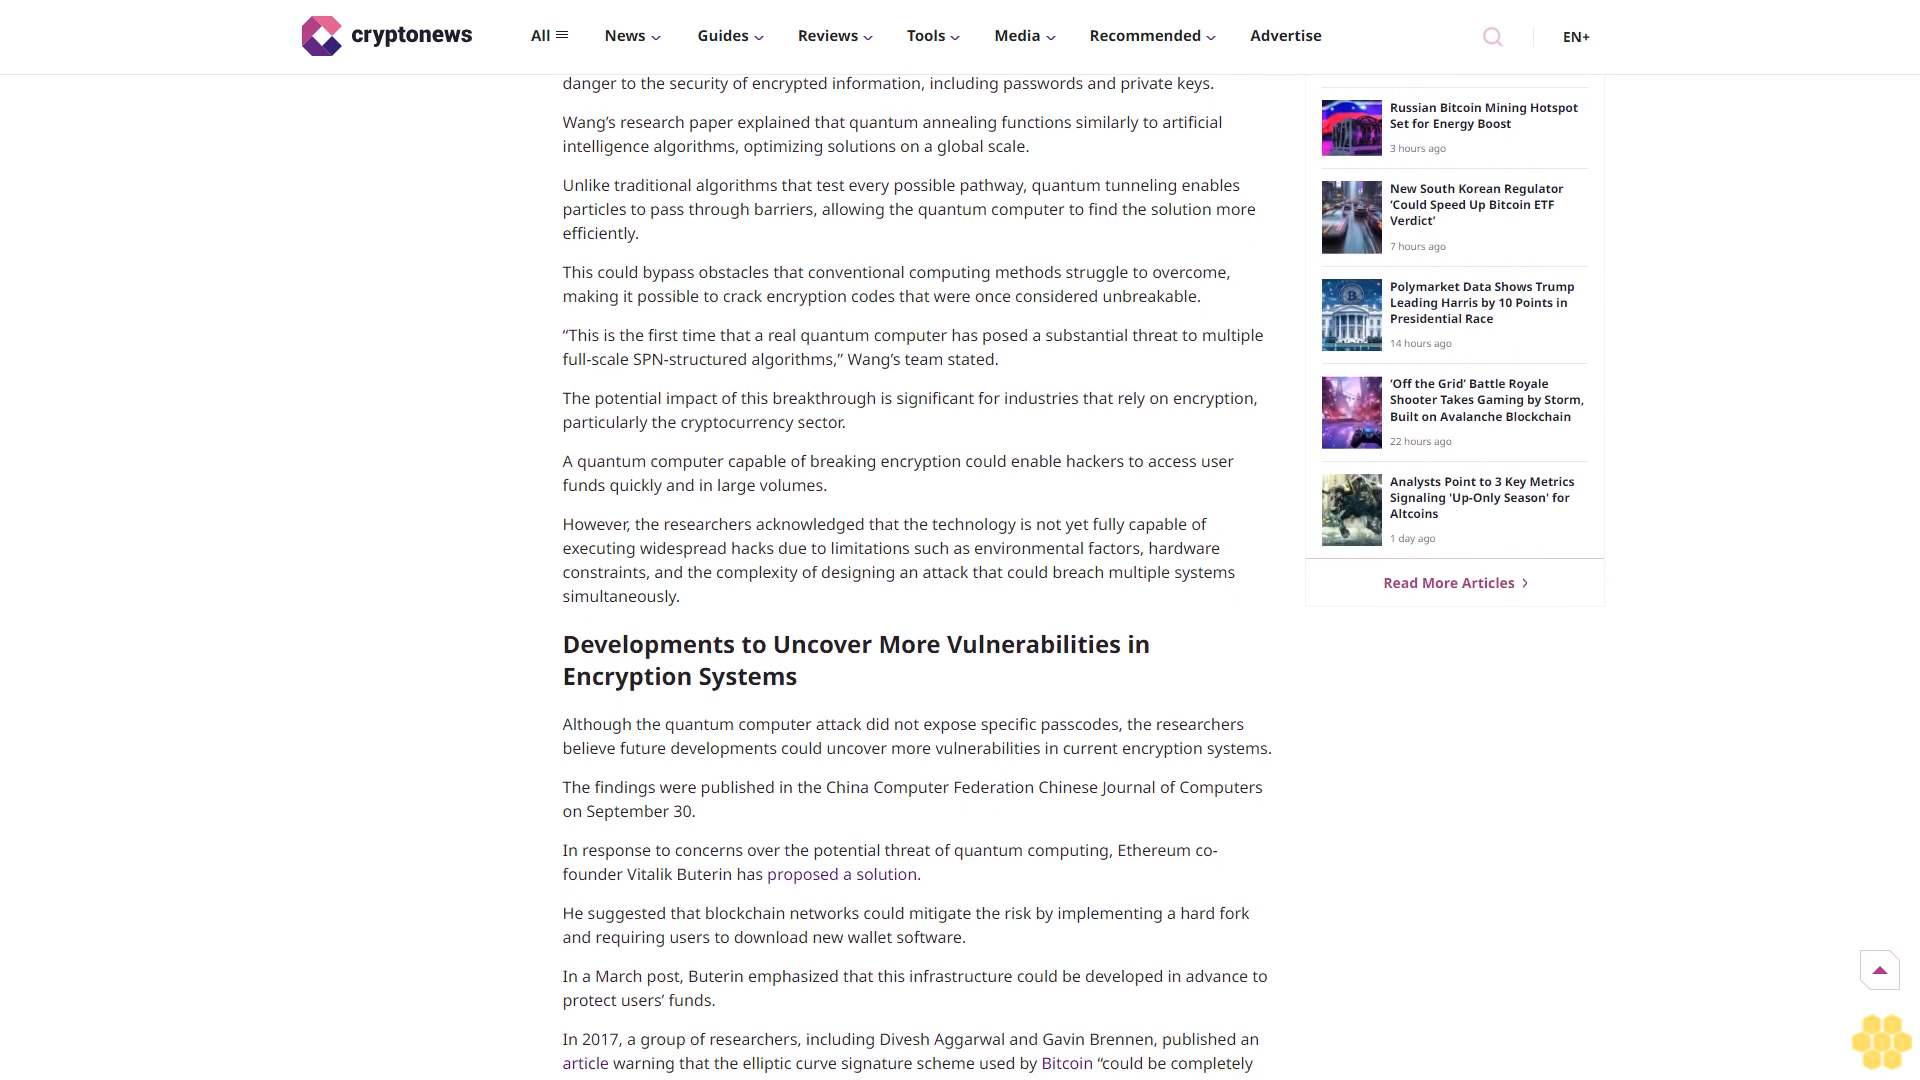 cryptonews
All
News
Guides
Reviews
Tools
Media
Recommended
Advertise
EN+
danger to the security of encrypted information, including passwords and private keys.
Wang’s research paper explained that quantum annealing functions similarly to artificial
intelligence algorithms, optimizing solutions on a global scale.
Unlike traditional algorithms that test every possible pathway, quantum tunneling enables
particles to pass through barriers, allowing the quantum computer to find the solution more
efficiently.
This could bypass obstacles that conventional computing methods struggle to overcome,
making it possible to crack encryption codes that were once considered unbreakable.
“This is the first time that a real quantum computer has posed a substantial threat to multiple
full-scale SPN-structured algorithms,” Wang’s team stated.
The potential impact of this breakthrough is significant for industries that rely on encryption,
particularly the cryptocurrency sector.
A quantum computer capable of breaking encryption could enable hackers to access user
funds quickly and in large volumes.
However, the researchers acknowledged that the technology is not yet fully capable of
executing widespread hacks due to limitations such as environmental factors, hardware
constraints, and the complexity of designing an attack that could breach multiple systems
simultaneously.
Developments to Uncover More Vulnerabilities in
Encryption Systems
Although the quantum computer attack did not expose specific passcodes, the researchers
believe future developments could uncover more vulnerabilities in current encryption systems.
The findings were published in the China Computer Federation Chinese Journal of Computers
on September 30.
In response to concerns over the potential threat of quantum computing, Ethereum co-
founder Vitalik Buterin has proposed a solution.
He suggested that blockchain networks could mitigate the risk by implementing a hard fork
and requiring users to download new wallet software.
In a March post, Buterin emphasized that this infrastructure could be developed in advance to
protect users’ funds.
In 2017, a group of researchers, including Divesh Aggarwal and Gavin Brennen, published an
article warning that the elliptic curve signature scheme used by Bitcoin “could be completely
Russian Bitcoin Mining Hotspot
Set for Energy Boost
3 hours ago
New South Korean Regulator
‘Could Speed Up Bitcoin ETF
Verdict’
7 hours ago
Polymarket Data Shows Trump
Leading Harris by 10 Points in
Presidential Race
14 hours ago
‘Off the Grid’ Battle Royale
Shooter Takes Gaming by Storm,
Built on Avalanche Blockchain
22 hours ago
Analysts Point to 3 Key Metrics
Signaling 'Up-Only Season' for
Altcoins
1 day ago
Read More Articles